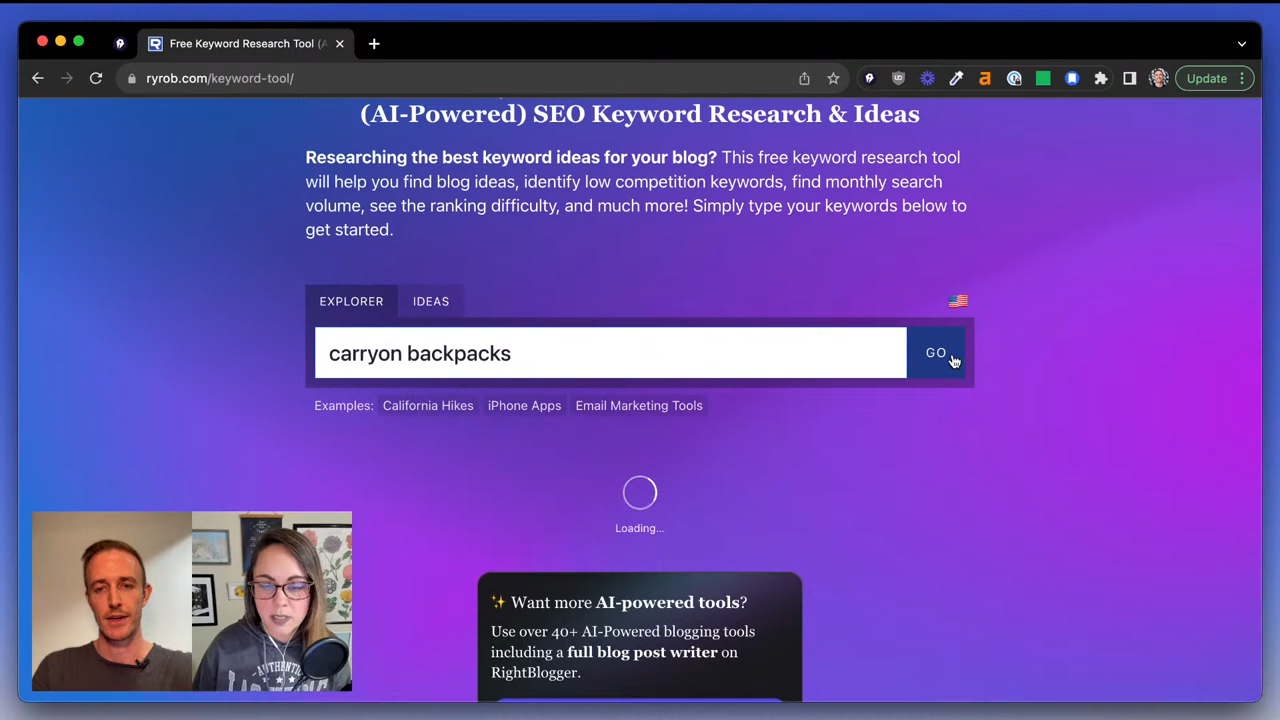 Free Keyword Research Tool (A
ryrob.com/keyword-tool/
Update
(AI-Powered) SEO Keyword Research & Ideas
Researching the best keyword ideas for your blog? This free keyword research tool
will help you find blog ideas, identify low competition keywords, find monthly search
volume, see the ranking difficulty, and much more! Simply type your keywords below to
get started.
EXPLORER IDEAS
carryon backpacks GO
Examples: California Hikes iPhone Apps Email Marketing Tools
Loading...
✨ Want more AI-powered tools?
Use over 40+ AI-Powered blogging tools
including a full blog post writer on
RightBlogger.
AUTHENTIC